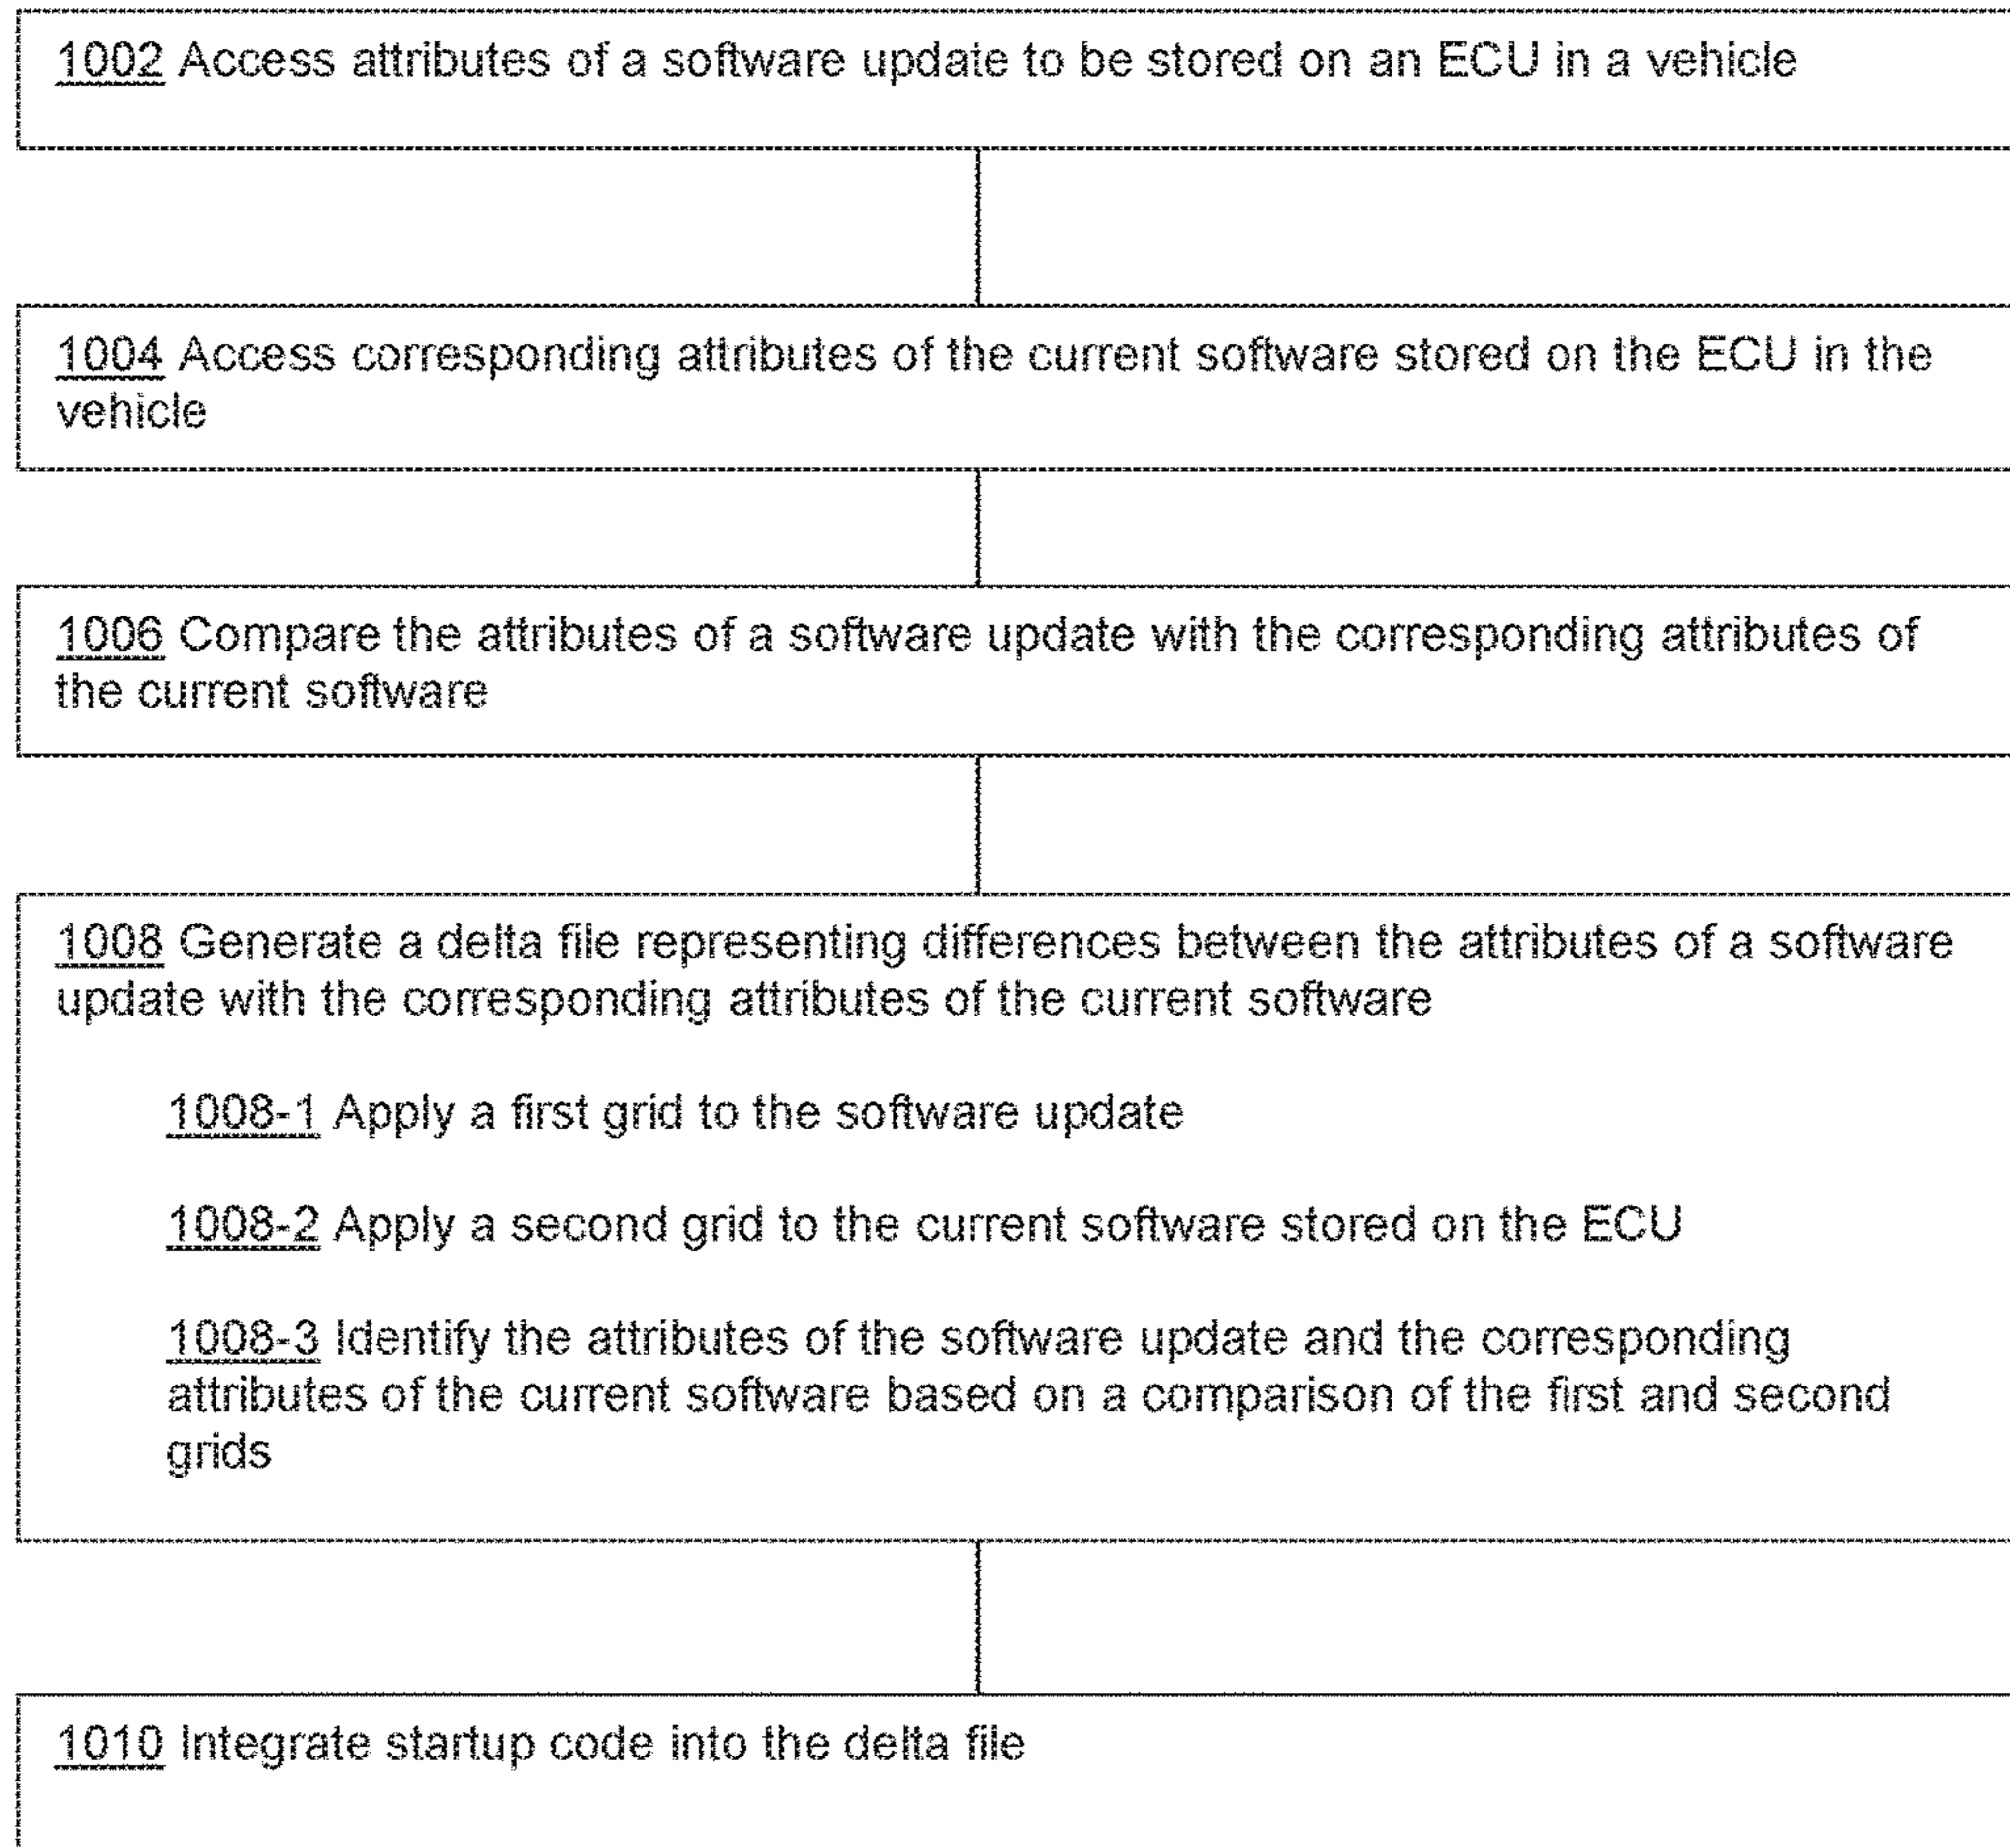 1002 Access attributes of a software update to be stored on an ECU in a vehicle
1004 Access corresponding attributes of the current software stored on the ECU in the
vehicle
1006 Compare the attributes of a software update with the corresponding attributes of
the current software
1008 Generate a delta file representing differences between the attributes of a software
update with the corresponding attributes of the current software
1008-1 Apply a first grid to the software update
1008-2 Apply a second grid to the current software stored on the ECU
1008-3 Identify the attributes of the software update and the corresponding
attributes of the current software based on a comparison of the first and second
grids
1010 Integrate startup code into the delta file